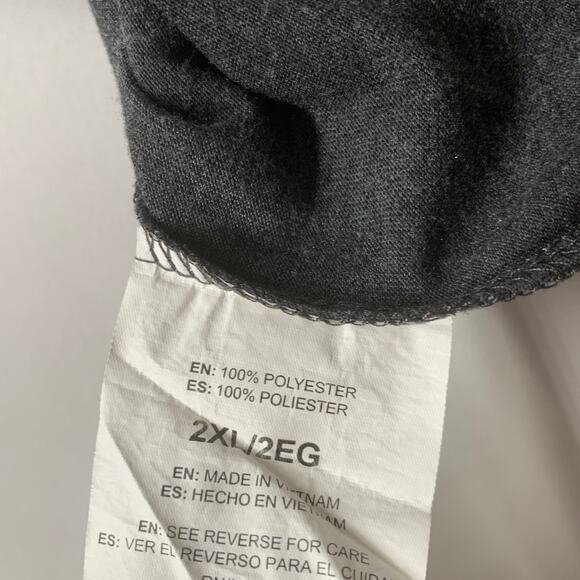 EN: 100% POLYESTER
ES: 100% POLIESTER
2XL/2EG
EN: MADE IN VIETNAM
ES: HECHO EN VIETNAM
EN: SEE REVERSE FOR CARE
ES: VER EL REVERSO PARA EL CUIDA